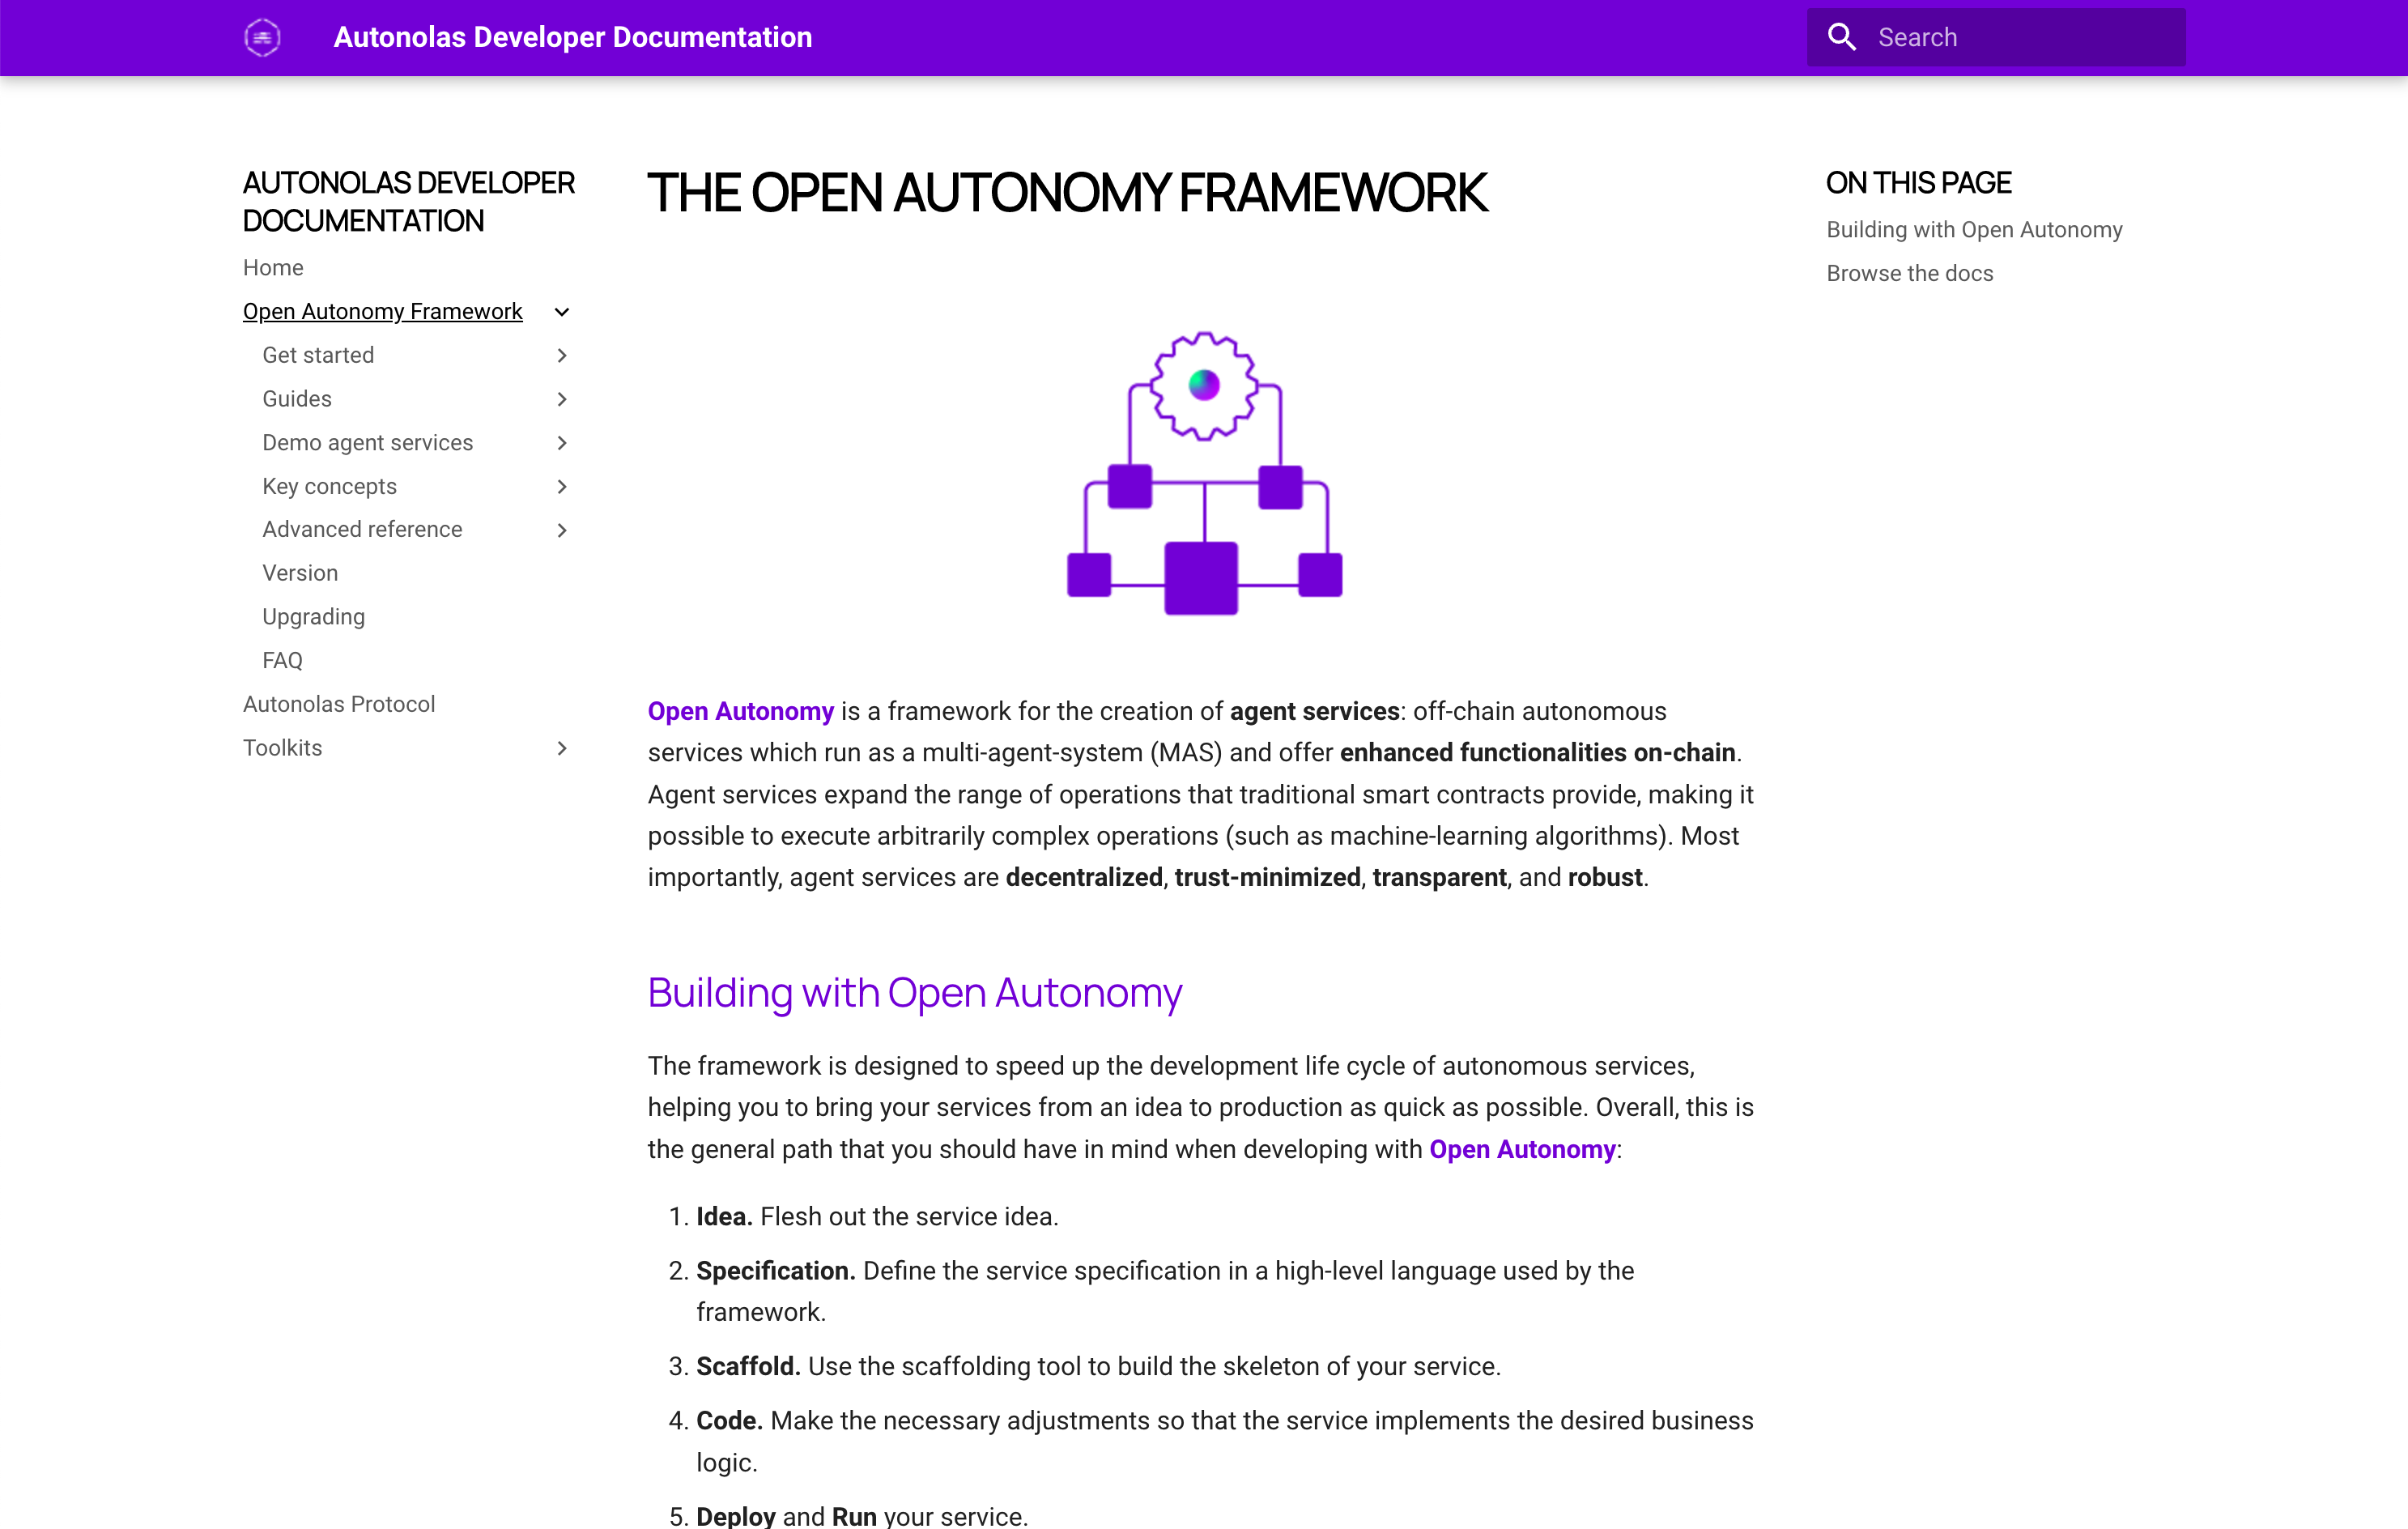 Autonolas Developer Documentation
Search
AUTONOLAS DEVELOPER
DOCUMENTATION
Home
Open Autonomy Framework
Get started
Guides
Demo agent services
Key concepts
Advanced reference
Version
Upgrading
FAQ
Autonolas Protocol
Toolkits
THE OPEN AUTONOMY FRAMEWORK
Open Autonomy is a framework for the creation of agent services: off-chain autonomous
services which run as a multi-agent-system (MAS) and offer enhanced functionalities on-chain.
Agent services expand the range of operations that traditional smart contracts provide, making it
possible to execute arbitrarily complex operations (such as machine-learning algorithms). Most
importantly, agent services are decentralized, trust-minimized, transparent, and robust.
Building with Open Autonomy
The framework is designed to speed up the development life cycle of autonomous services,
helping you to bring your services from an idea to production as quick as possible. Overall, this is
the general path that you should have in mind when developing with Open Autonomy:
1. Idea. Flesh out the service idea.
2. Specification. Define the service specification in a high-level language used by the
framework.
3. Scaffold. Use the scaffolding tool to build the skeleton of your service.
4. Code. Make the necessary adjustments so that the service implements the desired business
logic.
5. Deploy and Run your service.
ON THIS PAGE
Building with Open Autonomy
Browse the docs